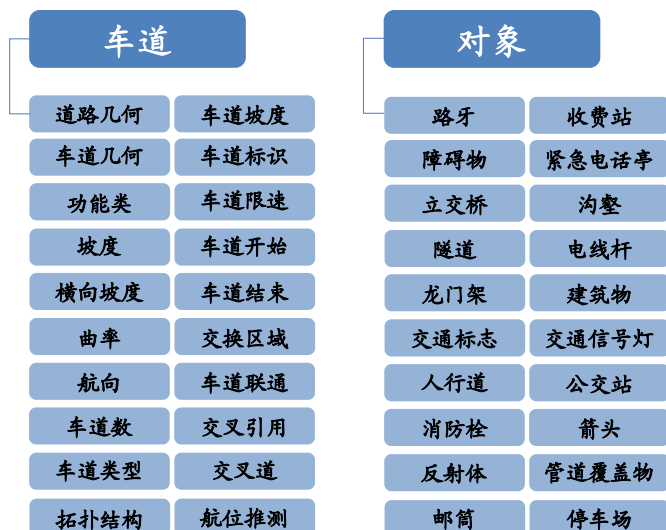 车道
道路几何 车道坡度
车道几何 车道标识
功能类 车道限速
坡度 车道开始
横向坡度 车道结束
曲率 交换区域
航向 车道联通
车道数 交叉引用
车道类型 交叉道
拓扑结构 航位推测
对象
路牙 收费站
障碍物 紧急电话亭
立交桥 沟壑
隧道 电线杆
龙门架 建筑物
交通标志 交通信号灯
人行道 公交站
消防栓 箭头
反射体 管道覆盖物
邮筒 停车场